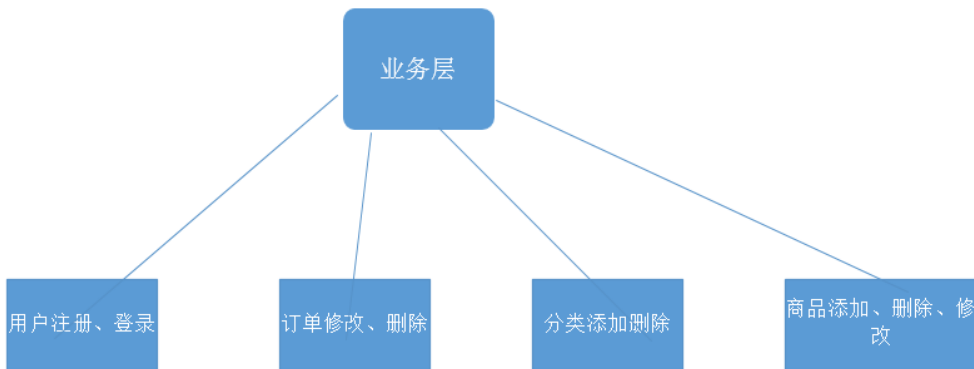 业务层
用户注册、登录
订单修改、删除
分类添加删除
商品添加、删除、修
改